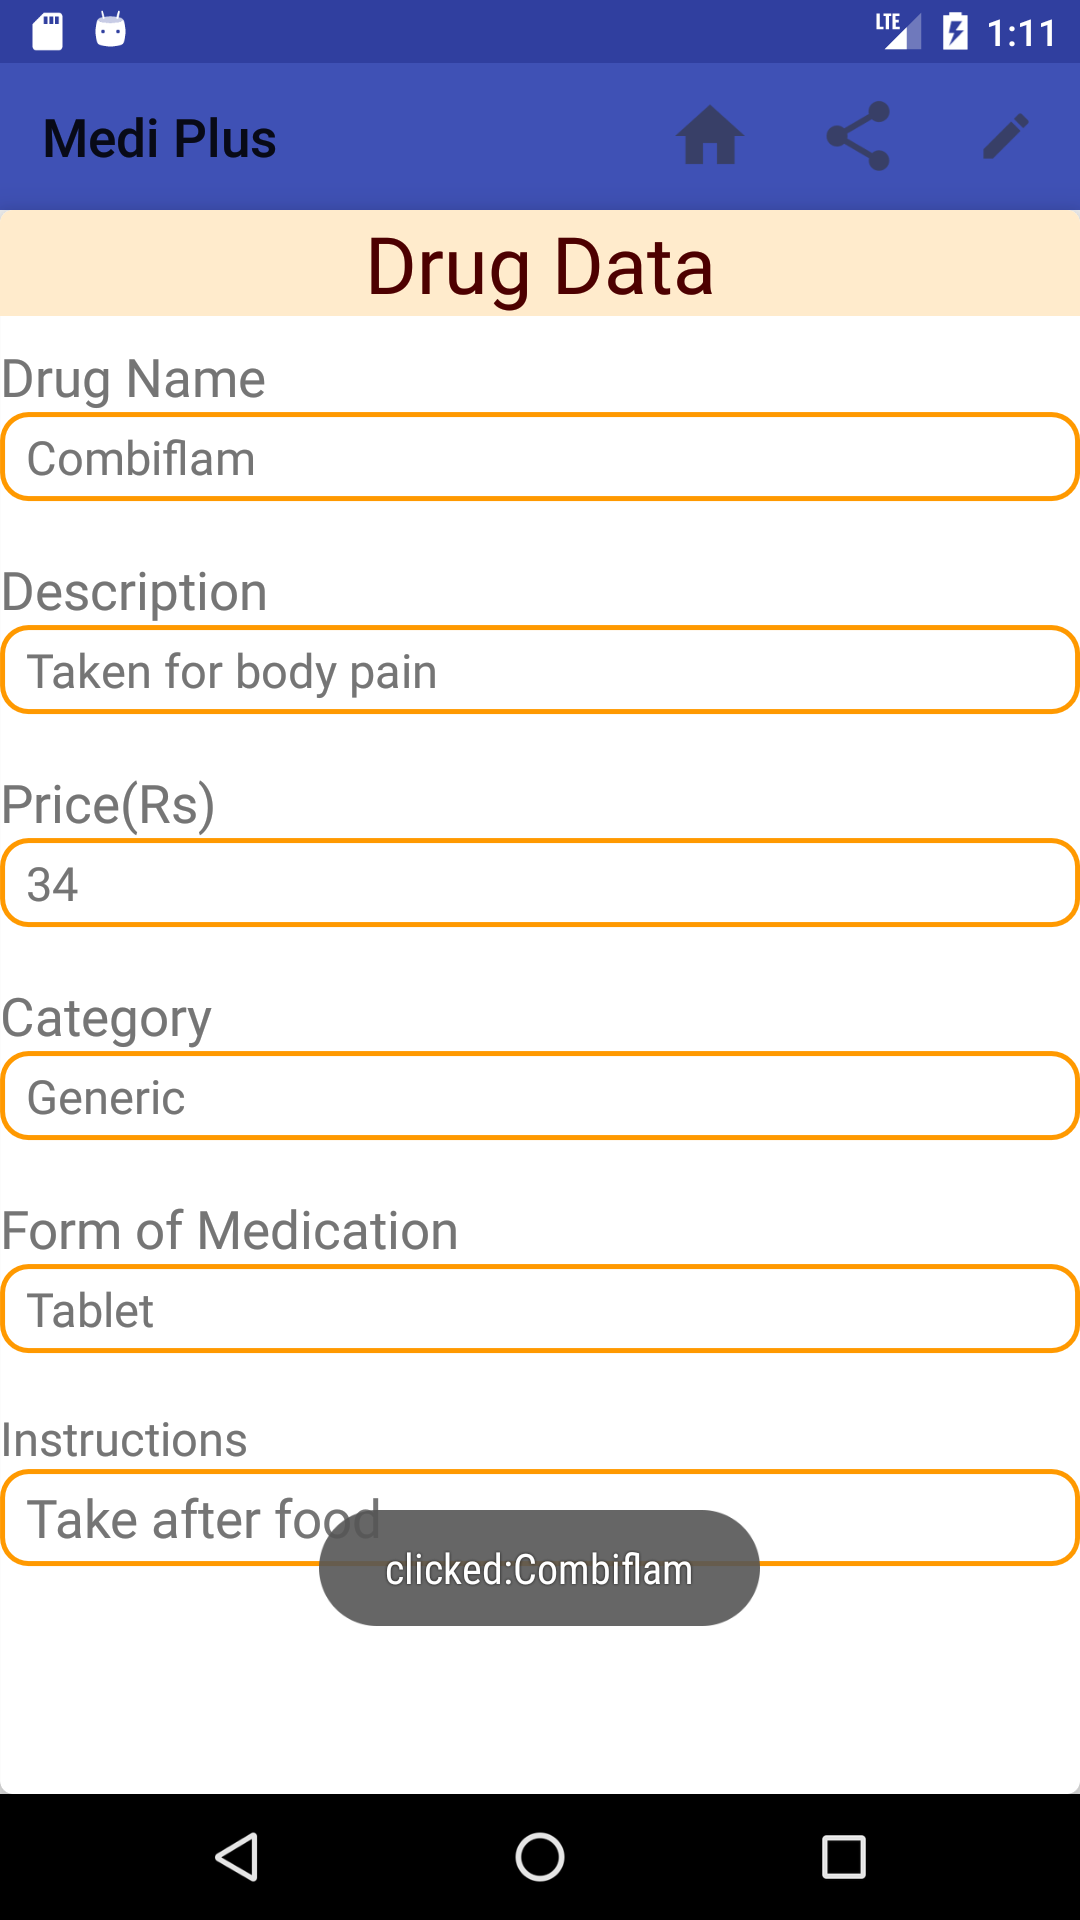 LTE 1:11
Medi Plus
Drug Data
Drug Name
Combiflam
Description
Taken for body pain
Price(Rs)
34
Category
Generic
Form of Medication
Tablet
Instructions
Take after food
clicked:Combiflam